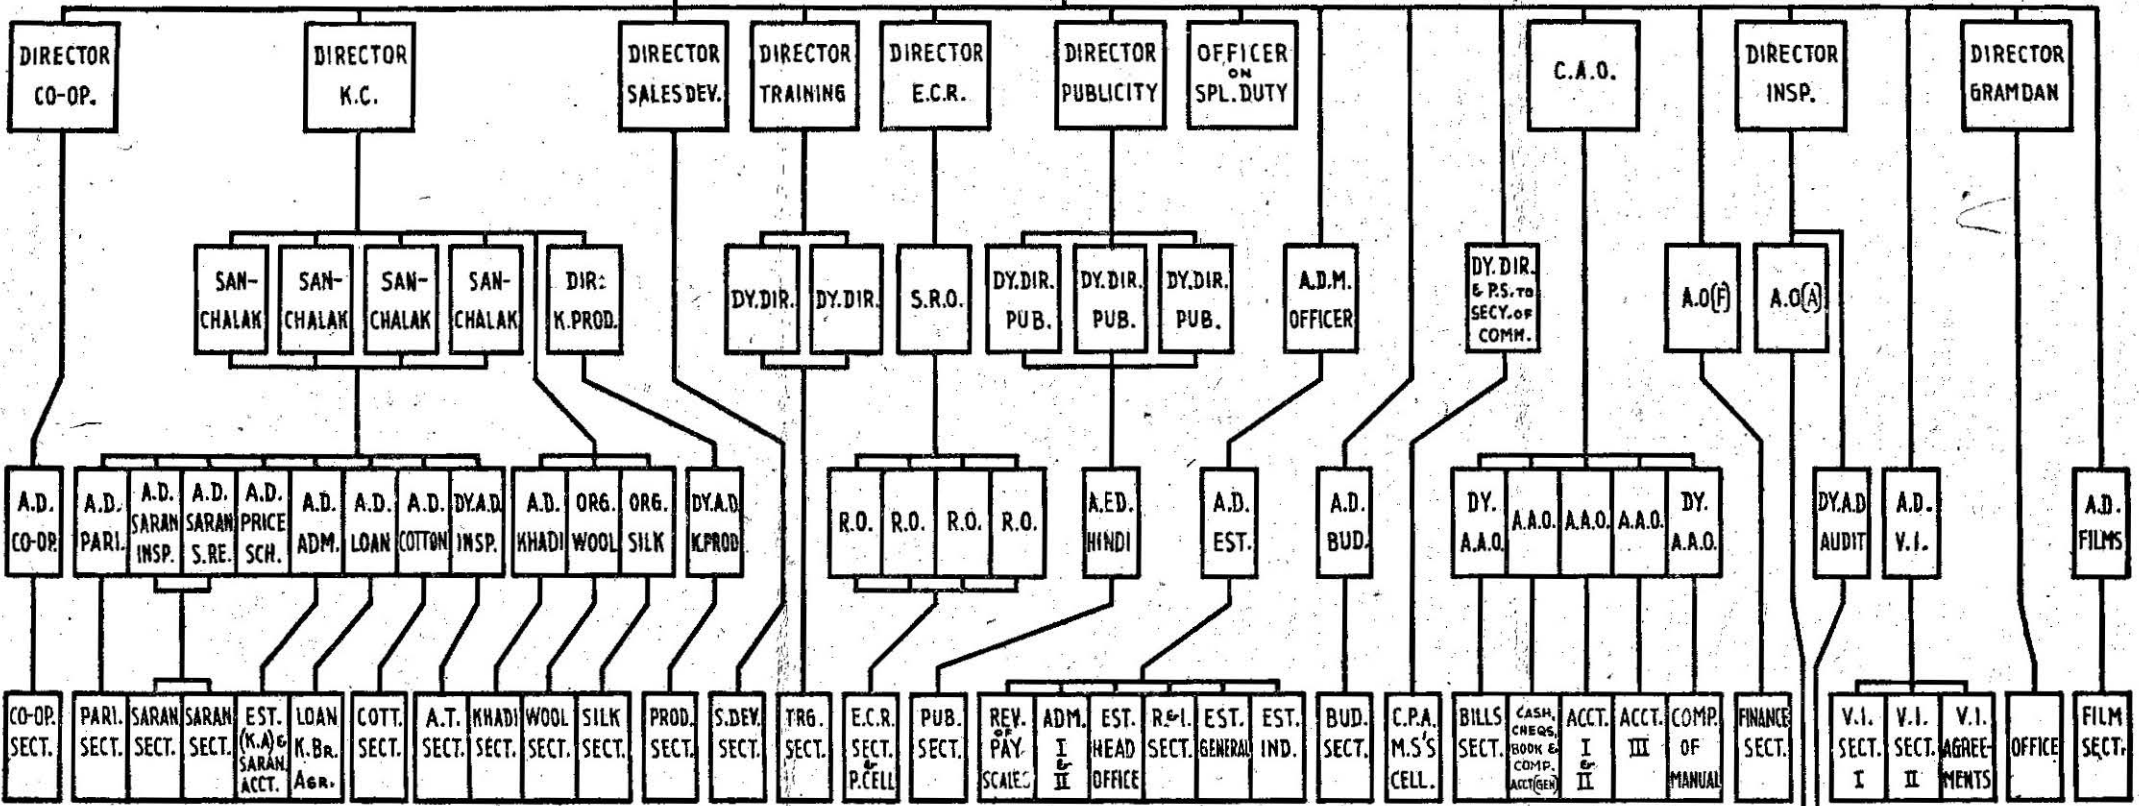 DIRECTOR
CO-OP.
DIRECTOR
K.C.
DIRECTOR
SALES DEV.
DIRECTOR
TRAINING
DIRECTOR
E.C.R.
DIRECTOR
PUBLICITY
OFFICER
ON
SPL. DUTY
C.A.O.
DIRECTOR
INSP.
DIRECTOR
GRAMDAN
SAN-
CHALAK
SAN-
CHALAK
SAN-
CHALAK
SAN-
CHALAK
DIR:
K.PROD.
DY.DIR.
DY.DIR.
S.R.O.
DY.DIR.
PUB.
DY.DIR.
PUB.
DY.DIR.
PUB.
A.D.M.
OFFICER
DY.DIR.
& P.S. TO
SECY. OF
COMM.
A.O(F)
A.O(A)
A.D.
CO-OP.
A.D.
PARI.
A.D.
SARAN
INSP.
A.D.
SARAN
S.RE.
A.D.
PRICE
SCH.
A.D.
ADM.
A.D.
LOAN
A.D.
COTTON
DY.A.D.
INSP.
A.D.
KHADI
ORG.
WOOL
ORG.
SILK
DY.A.D.
K.PROD
R.O.
R.O.
R.O.
R.O.
A.ED.
HINDI
A.D.
EST.
A.D.
BUD.
DY.
A.A.O.
A.A.O.
A.A.O.
A.A.O.
DY.
A.A.O.
DY.A.D
AUDIT
A.D.
V.I.
A.D.
FILMS
CO-OP.
SECT.
PARI.
SECT.
SARAN
SECT.
SARAN
SECT.
EST.
(K.A) &
SARAN.
ACCT.
LOAN
K.BR.
AGR.
COTT.
SECT.
A.T.
SECT.
KHADI
SECT.
WOOL
SECT.
SILK
SECT.
PROD.
SECT.
S.DEV.
SECT.
TRG.
SECT.
E.C.R.
SECT.
&
P.CELL
PUB.
SECT.
REV.
OF
PAY
SCALES
ADM.
I
&
II
EST.
HEAD
OFFICE
R.&I.
SECT.
EST.
GENERAL
EST.
IND.
BUD.
SECT.
C.P.A.
M.S'S
CELL.
BILLS
SECT.
CASH,
CHEQS,
BOOK &
COMP.
ACCT(GEN)
ACCT.
I
&
II
ACCT.
III
COMP.
OF
MANUAL
FINANCE
SECT.
V.I.
SECT.
I
V.I.
SECT.
II
V.I.
AGREE-
MENTS
OFFICE
FILM
SECT.